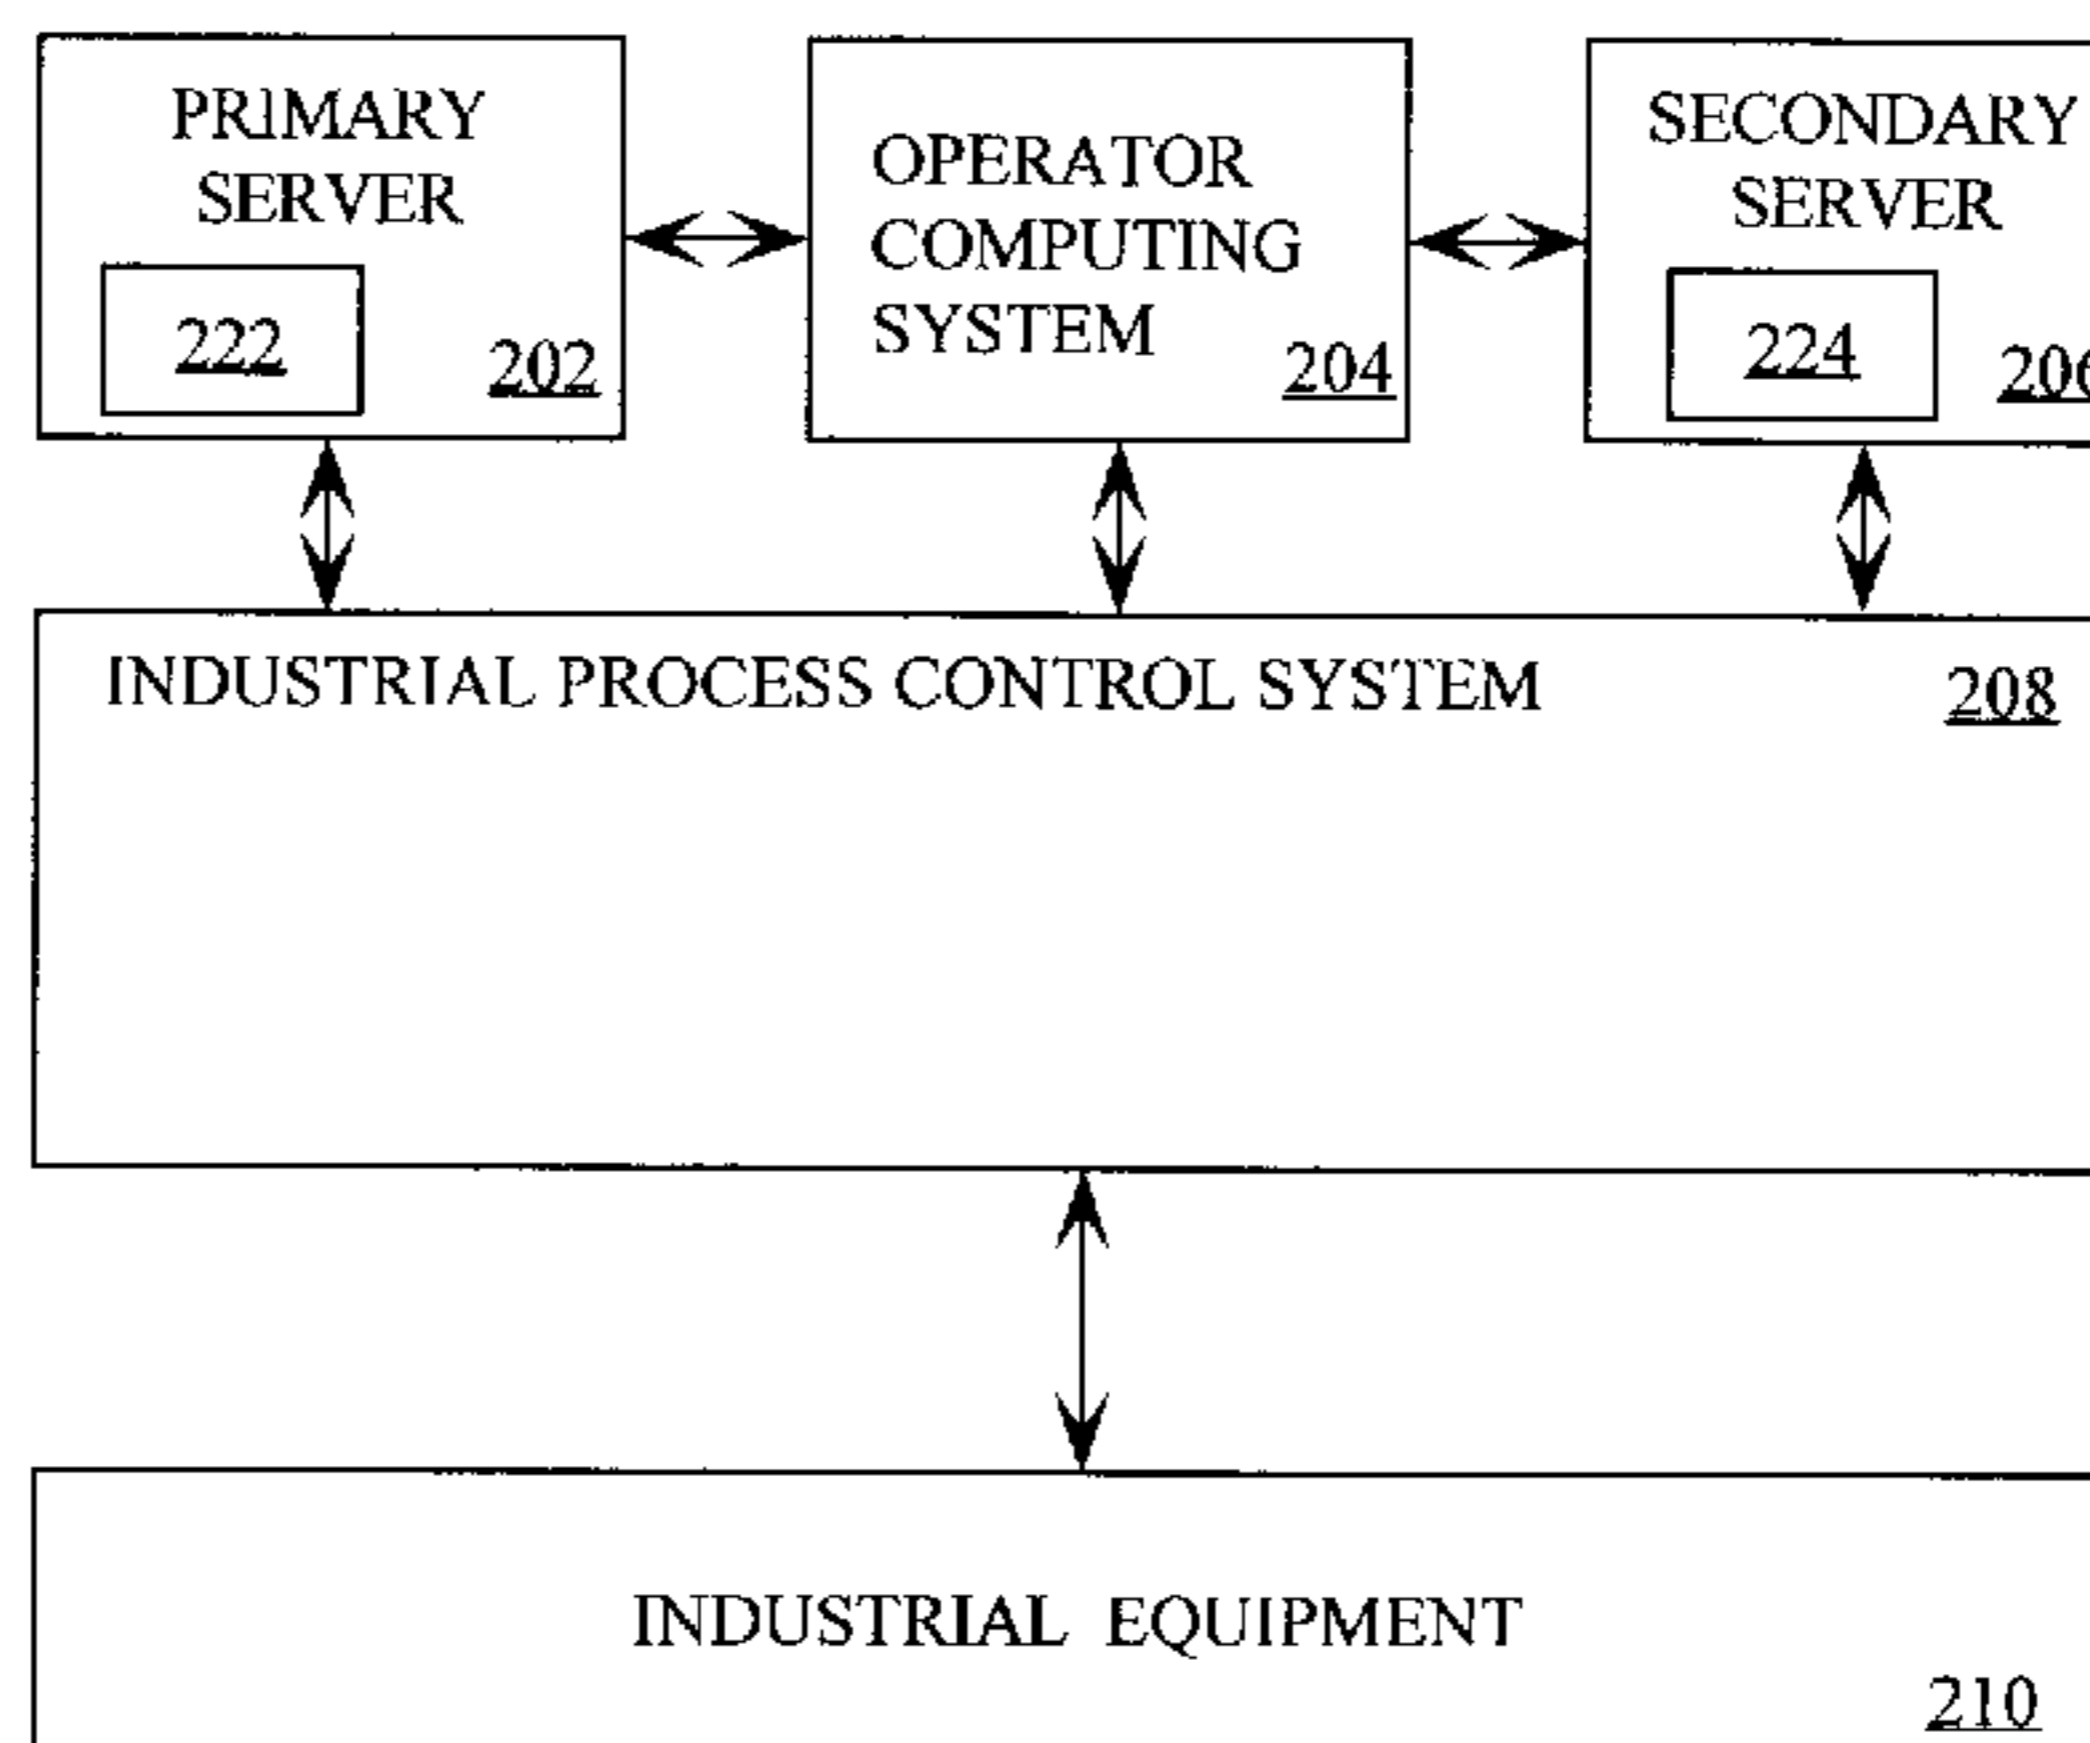 PRIMARY
SERVER
222
202
OPERATOR
COMPUTING
SYSTEM
204
SECONDARY
SERVER
224
206
INDUSTRIAL PROCESS CONTROL SYSTEM
208
INDUSTRIAL EQUIPMENT
210